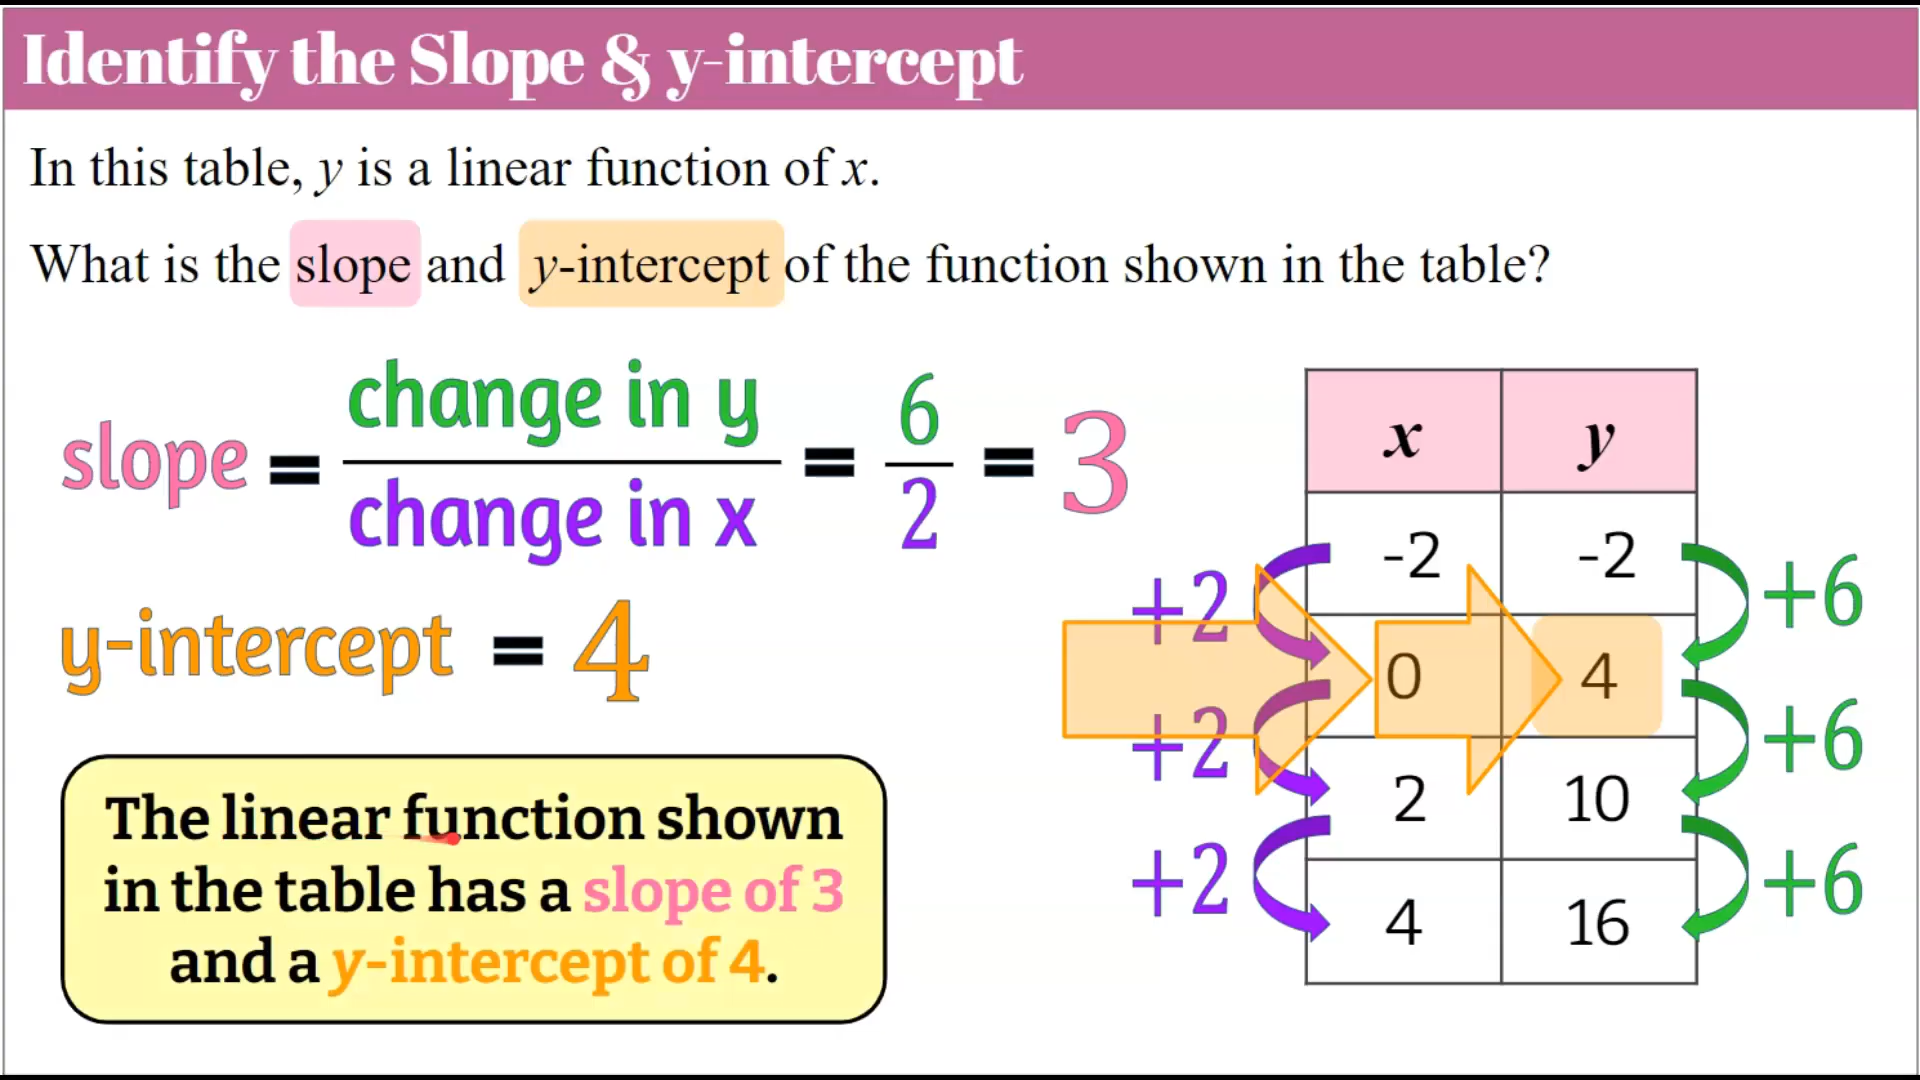 Identify the Slope & y-intercept
In this table, y is a linear function of x.
What is the slope and y-intercept of the function shown in the table?
slope = change in y / change in x = 6 / 2 = 3
y-intercept = 4
The linear function shown
in the table has a slope of 3
and a y-intercept of 4.
x y
-2 -2
+2 +6
0 4
+2 +6
2 10
+2 +6
4 16